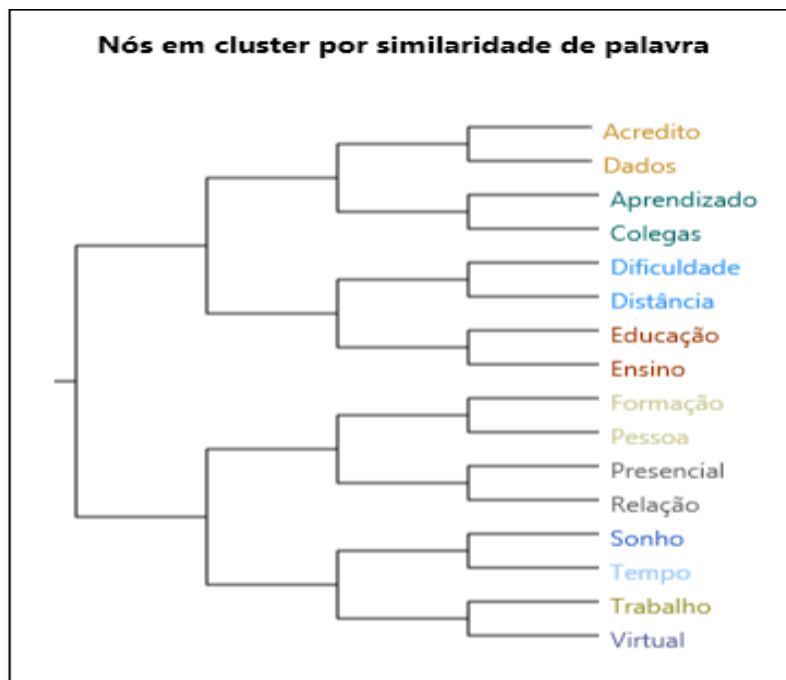 Nós em cluster por similaridade de palavra
Acredito
Dados
Aprendizado
Colegas
Dificuldade
Distância
Educação
Ensino
Formação
Pessoa
Presencial
Relação
Sonho
Tempo
Trabalho
Virtual